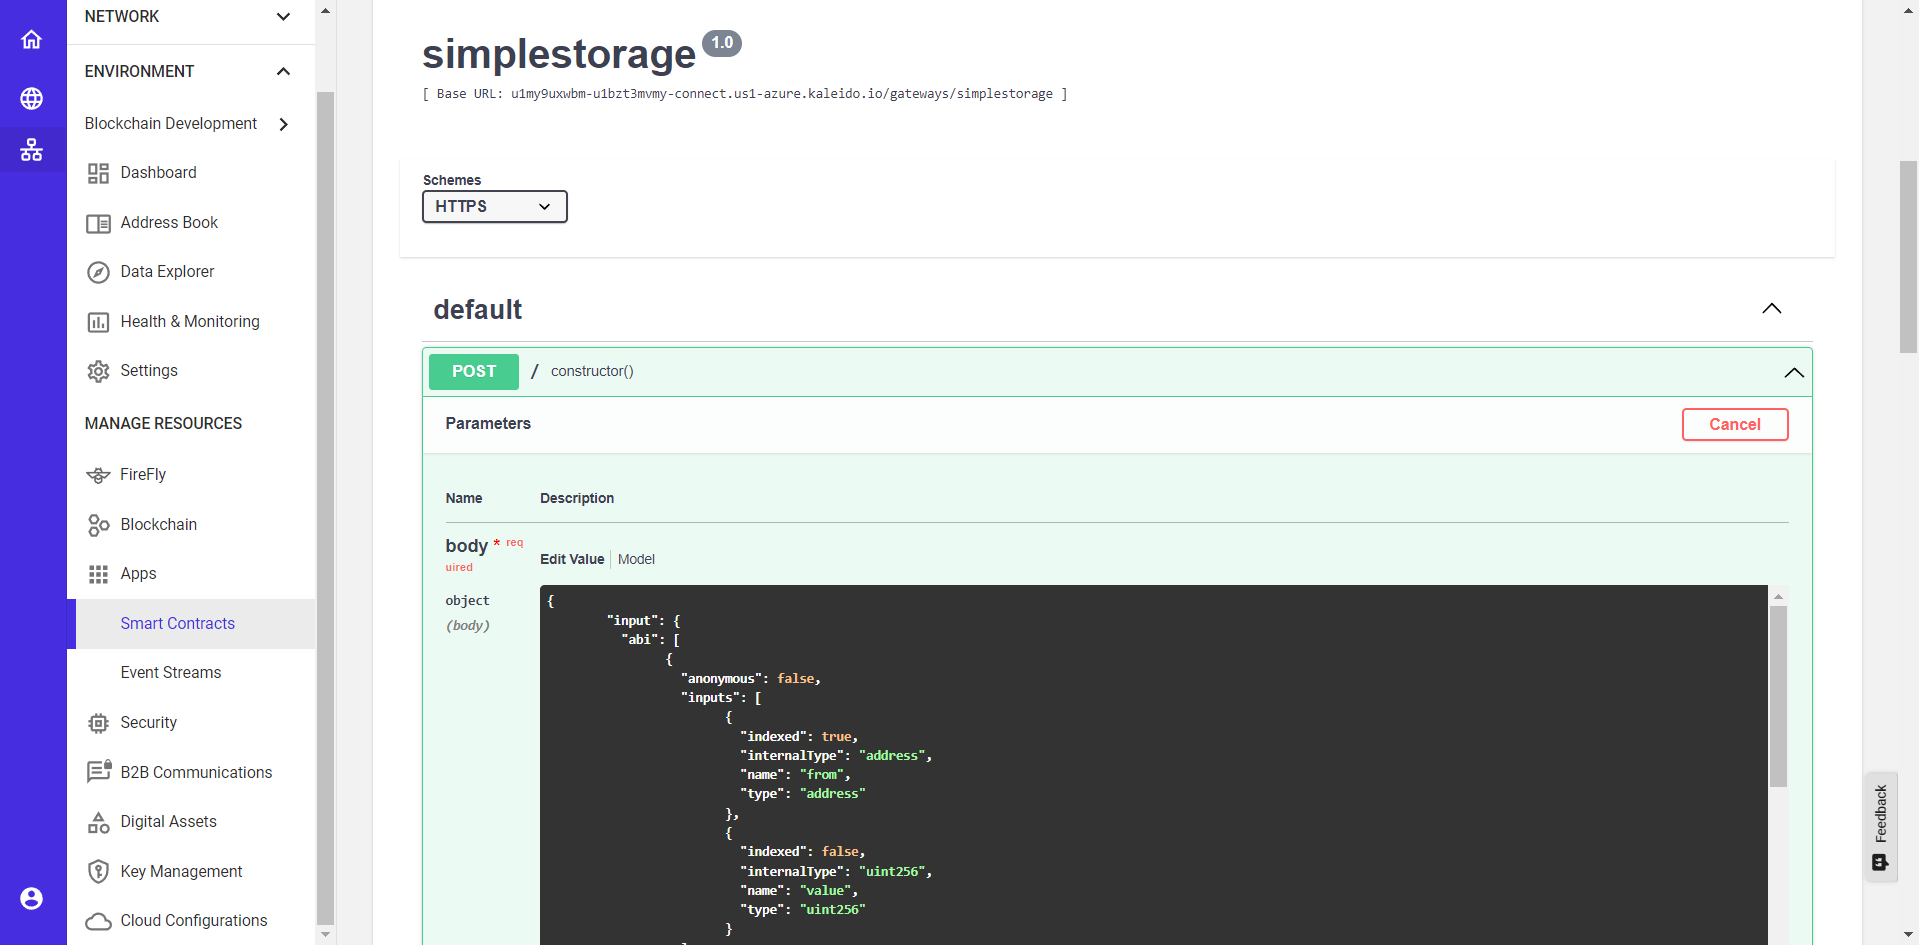 NETWORK
ENVIRONMENT
Blockchain Development
Dashboard
Address Book
Data Explorer
Health & Monitoring
Settings
MANAGE RESOURCES
FireFly
Blockchain
Apps
Smart Contracts
Event Streams
Security
B2B Communications
Digital Assets
Key Management
Cloud Configurations
simplestorage 1.0
[ Base URL: u1my9uxwbm-u1bzt3mvmy-connect.us1-azure.kaleido.io/gateways/simplestorage ]
Schemes
HTTPS
default
POST / constructor()
Parameters
Cancel
Name Description
body * req
uired
object
(body)
Edit Value Model
{
"input": {
"abi": [
{
"anonymous": false,
"inputs": [
{
"indexed": true,
"internalType": "address",
"name": "from",
"type": "address"
},
{
"indexed": false,
"internalType": "uint256",
"name": "value",
"type": "uint256"
}
Feedback